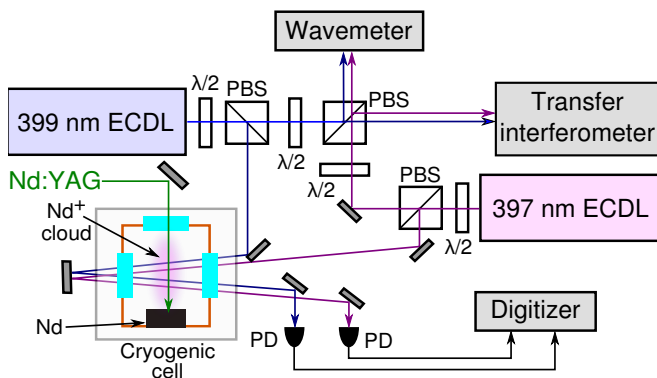 Wavemeter
λ/2
PBS
399 nm ECDL
λ/2
PBS
Transfer
interferometer
λ/2
PBS
Nd:YAG
397 nm ECDL
λ/2
Nd+
cloud
Nd
Cryogenic
cell
PD
PD
Digitizer